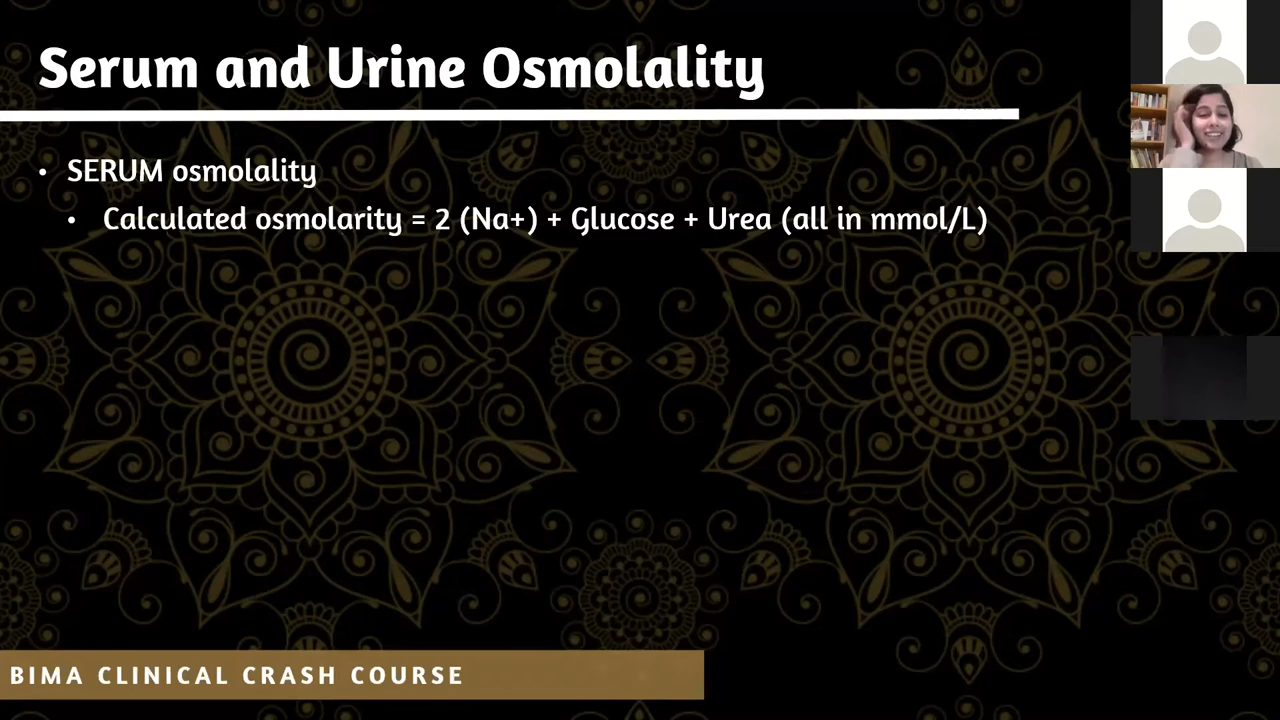 Serum and Urine Osmolality
• SERUM osmolality
• Calculated osmolarity = 2 (Na+) + Glucose + Urea (all in mmol/L)
BIMA CLINICAL CRASH COURSE